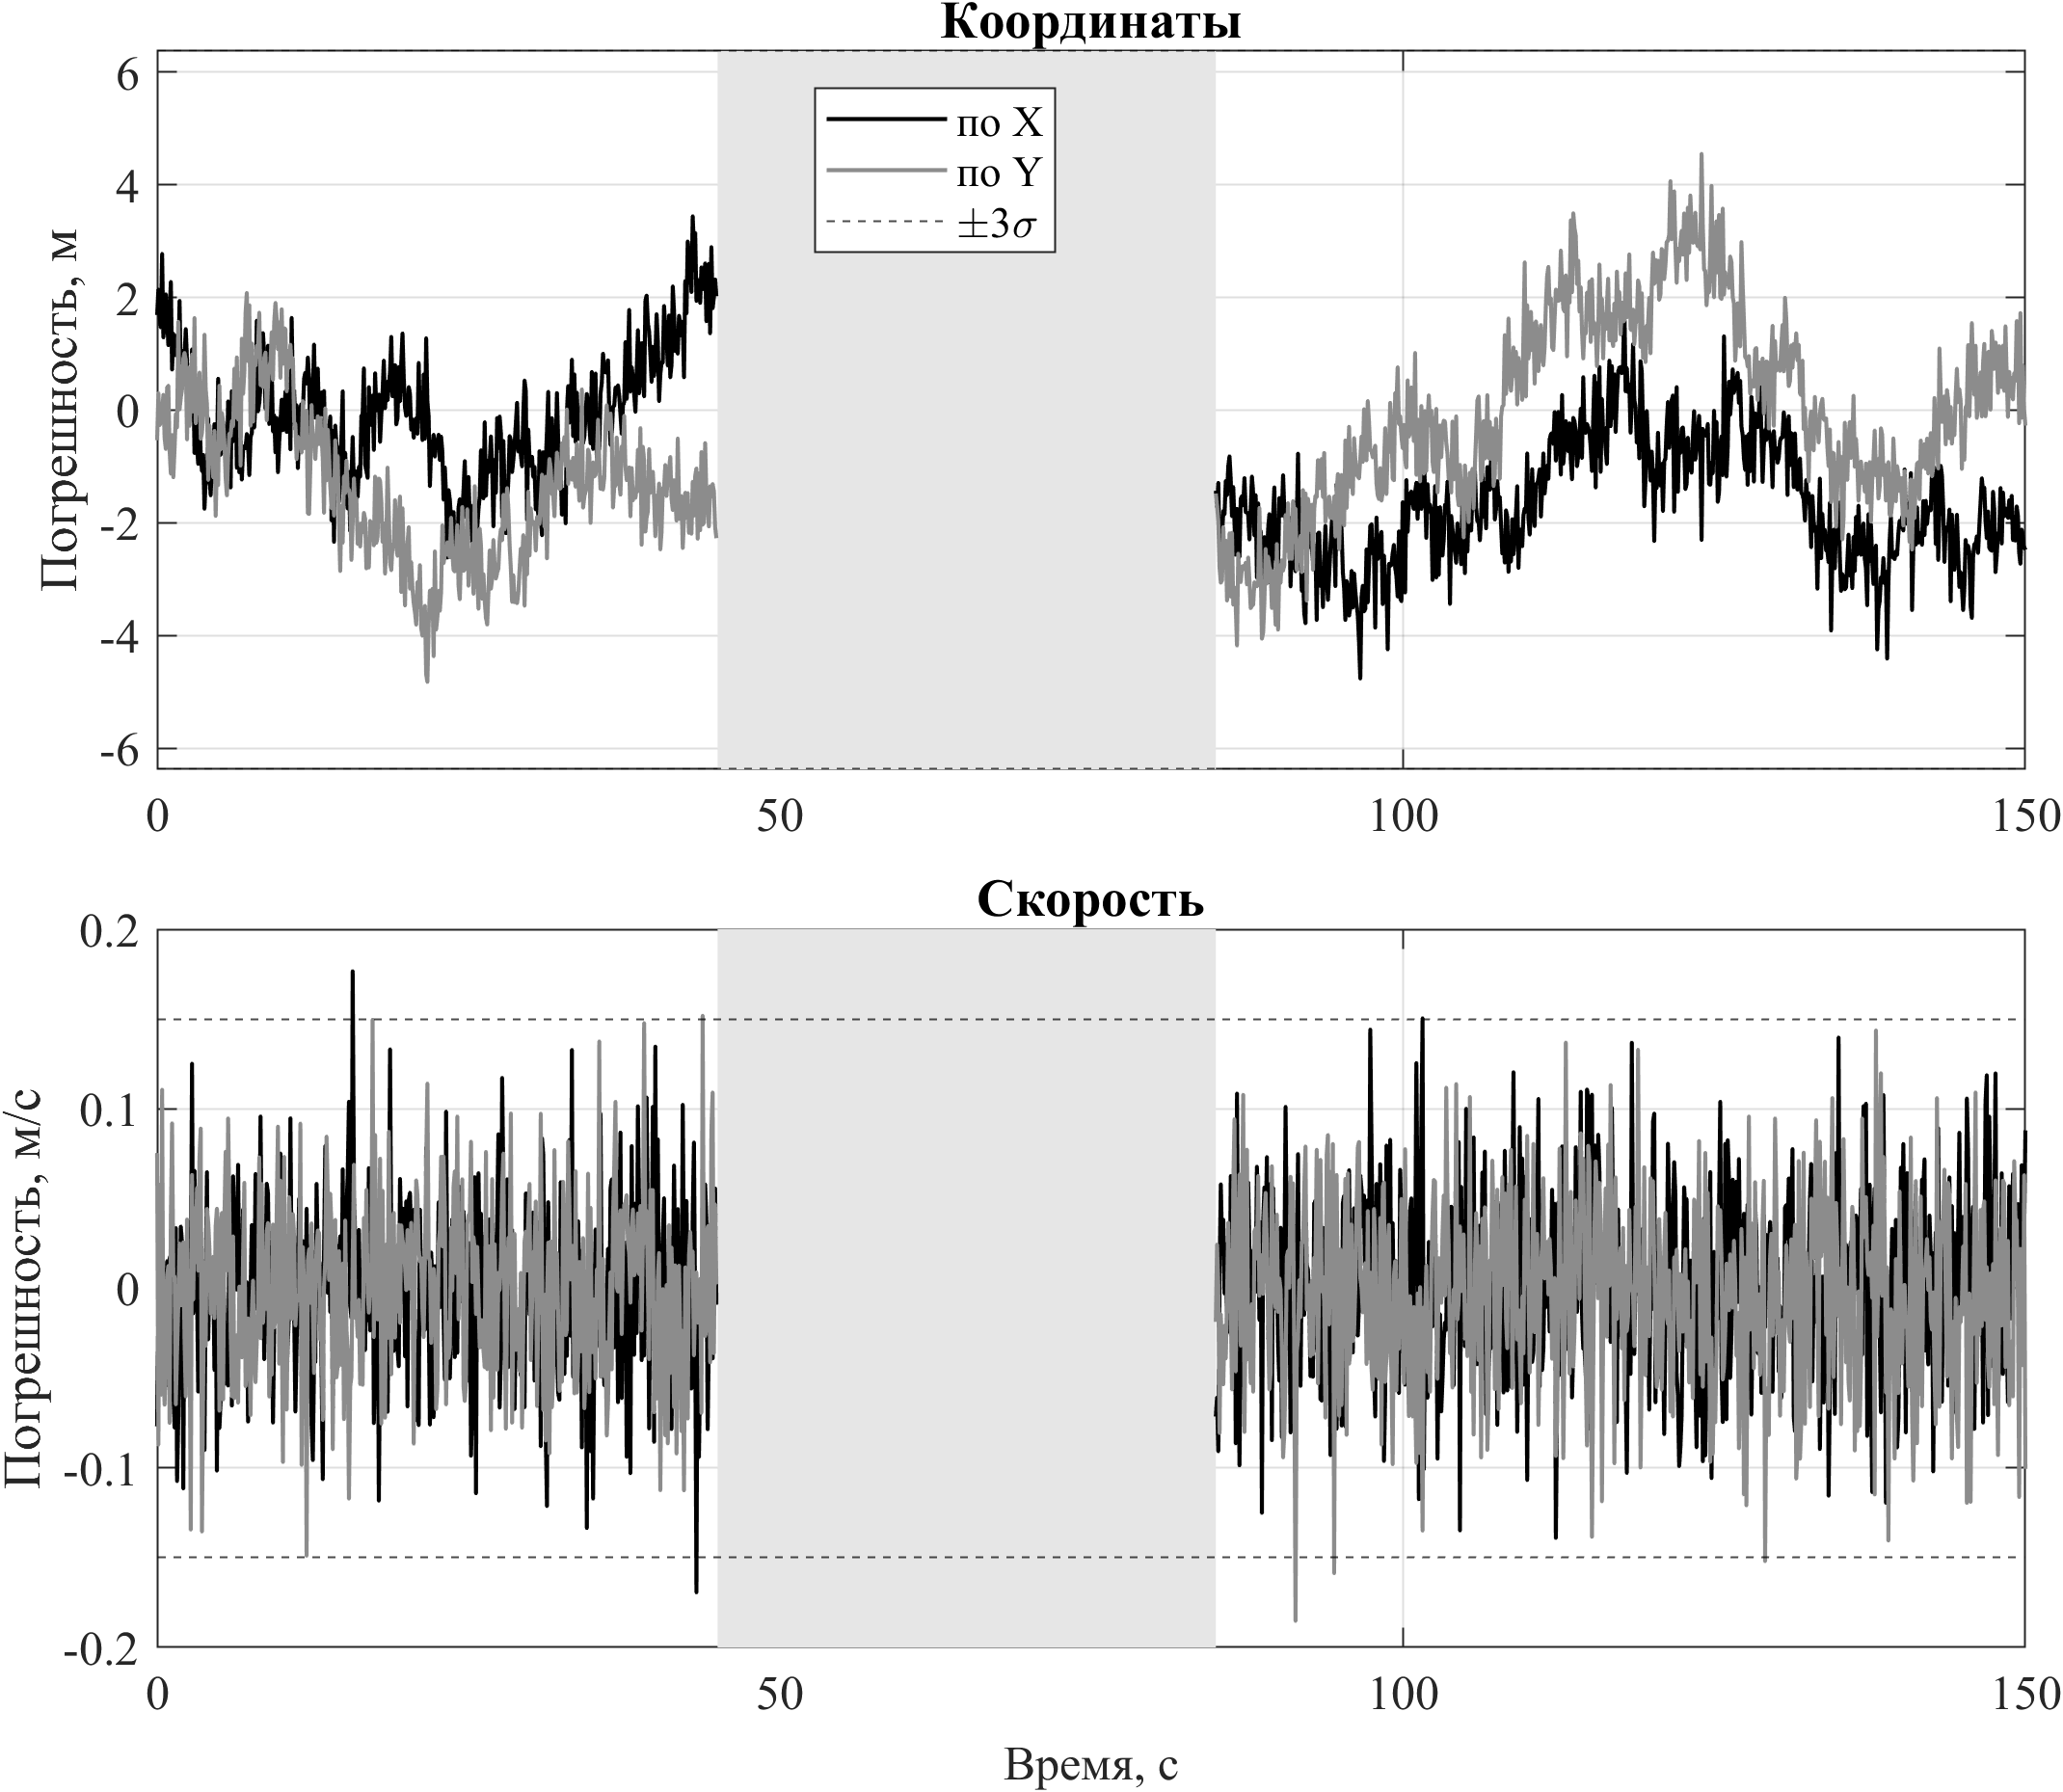 Координаты
Погрешность, м
6
4
2
0
-2
-4
-6
по X
по Y
±3σ
0 50 100 150
Скорость
Погрешность, м/с
0.2
0.1
0
-0.1
-0.2
0 50 100 150
Время, с